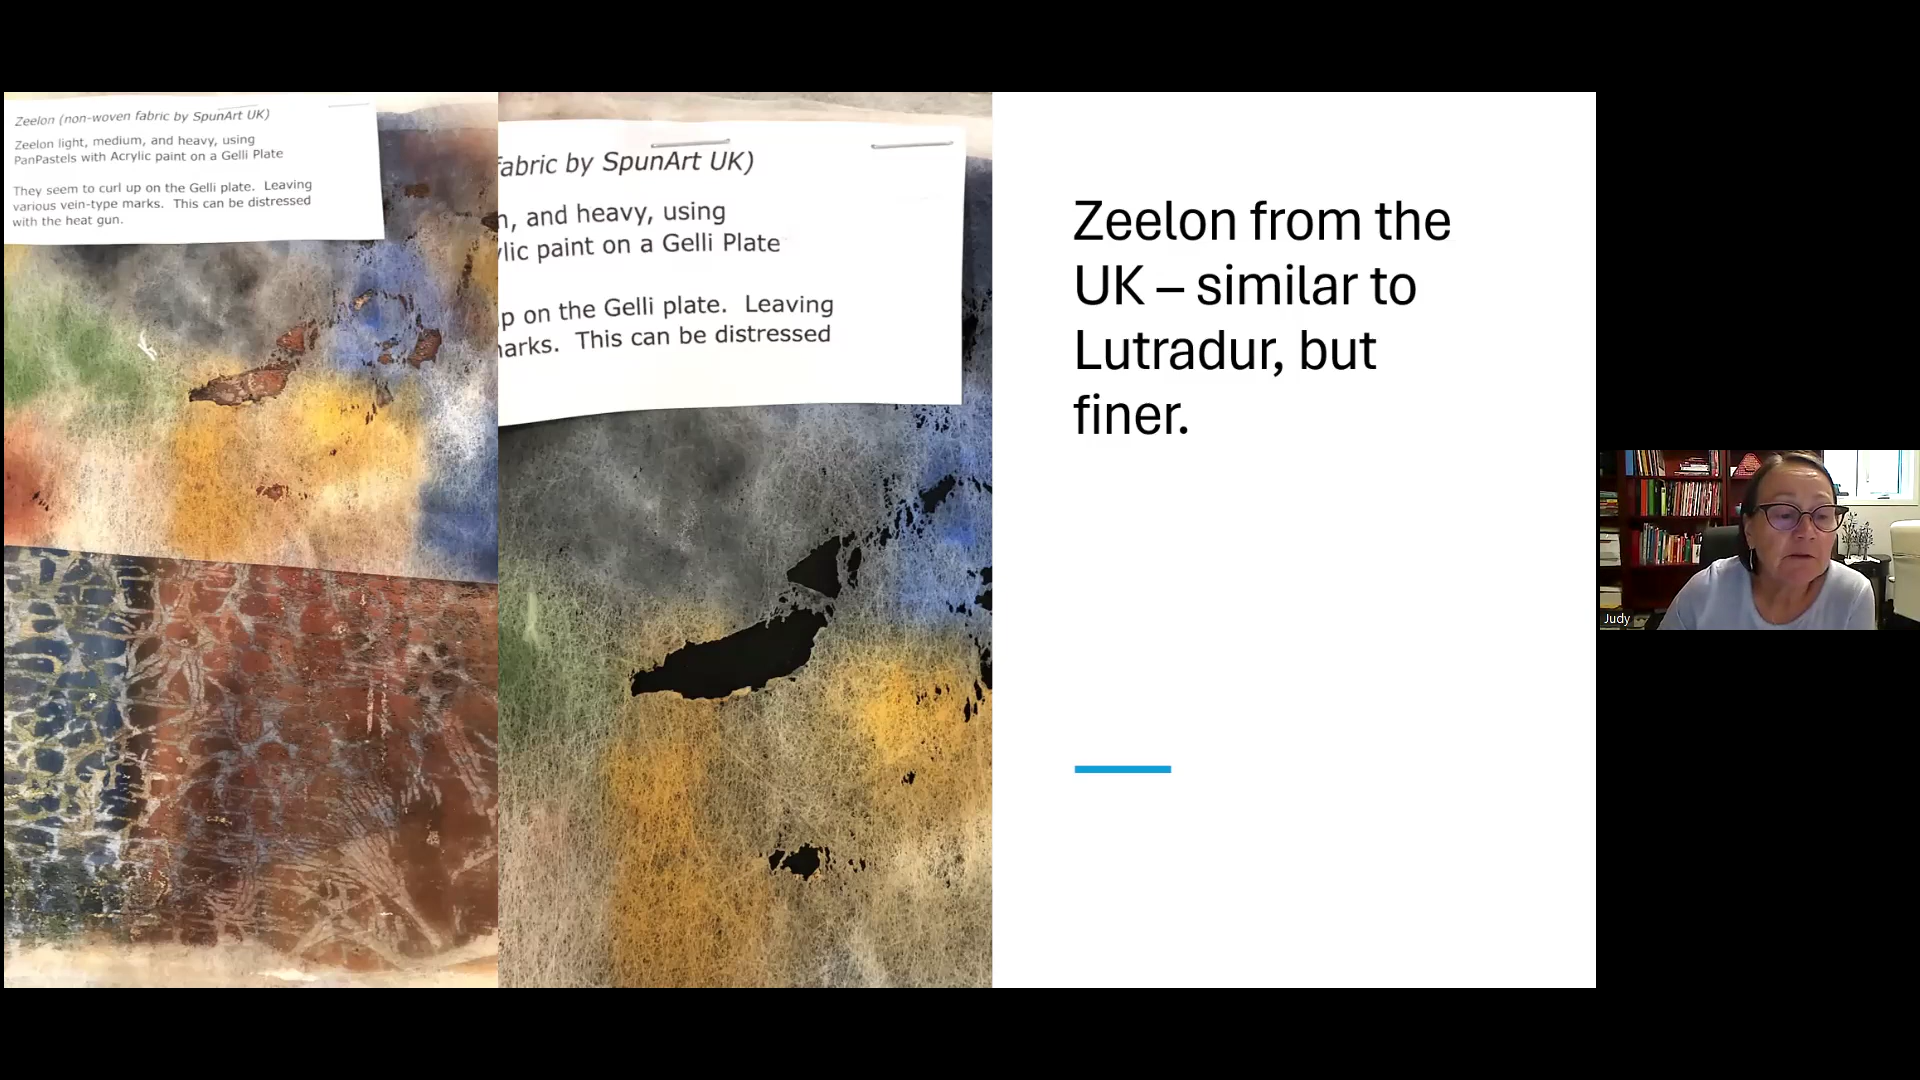 Zeelon (non-woven fabric by SpunArt UK)
Zeelon light, medium, and heavy, using
PanPastels with Acrylic paint on a Gelli Plate
They seem to curl up on the Gelli plate.  Leaving
various vein-type marks.  This can be distressed
with the heat gun.
fabric by SpunArt UK)
, and heavy, using
lic paint on a Gelli Plate
p on the Gelli plate.  Leaving
arks.  This can be distressed
Zeelon from the
UK – similar to
Lutradur, but
finer.
Judy